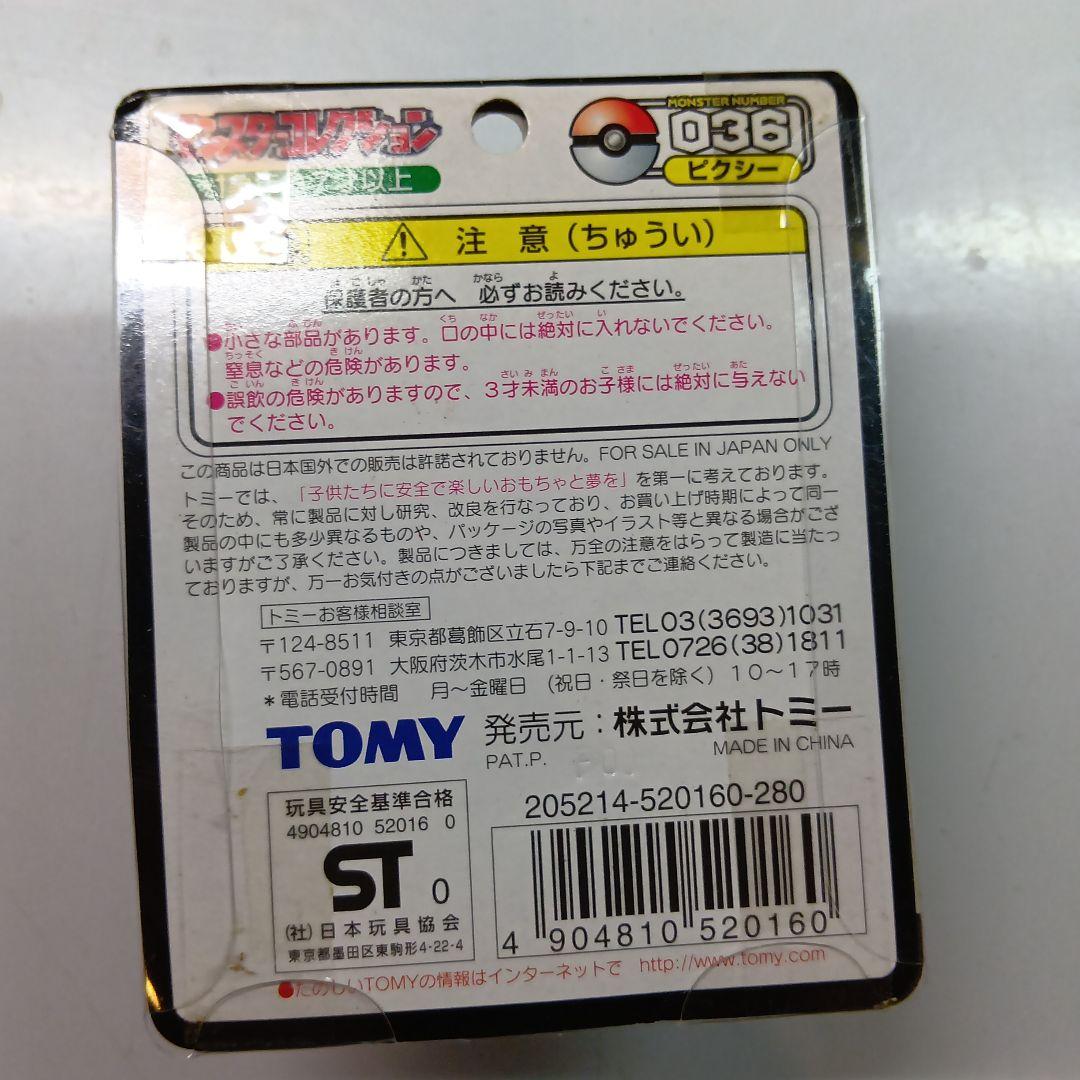 スターコレクション
MONSTER NUMBER
036
ピクシー
才以上
注 意（ちゅうい）
保護者の方へ 必ずお読みください。
●小さな部品があります。口の中には絶対に入れないでください。
窒息などの危険があります。
●誤飲の危険がありますので、3才未満のお子様には絶対に与えない
でください。
この商品は日本国外での販売は許諾されておりません。FOR SALE IN JAPAN ONLY
トミーでは、「子供たちに安全で楽しいおもちゃと夢を」を第一に考えております。
そのため、常に製品に対し研究、改良を行なっており、お買い上げ時期によって同一
製品の中にも多少異なるものや、パッケージの写真やイラスト等と異なる場合がござ
いますがご了承ください。製品につきましては、万全の注意をはらって製造に当たっ
ておりますが、万一お気付きの点がございましたら下記までご連絡ください。
トミーお客様相談室
〒124-8511 東京都葛飾区立石7-9-10 TEL03(3693)1031
〒567-0891 大阪府茨木市水尾1-1-13 TEL0726(38)1811
＊電話受付時間 月～金曜日 （祝日・祭日を除く）10～17時
TOMY 発売元：株式会社トミー
PAT.P. MADE IN CHINA
玩具安全基準合格
4904810 52016 0
ST 0
(社)日本玩具協会
東京都墨田区東駒形4-22-4
205214-520160-280
4 904810 520160
●たのしいTOMYの情報はインターネットで http://www.tomy.com